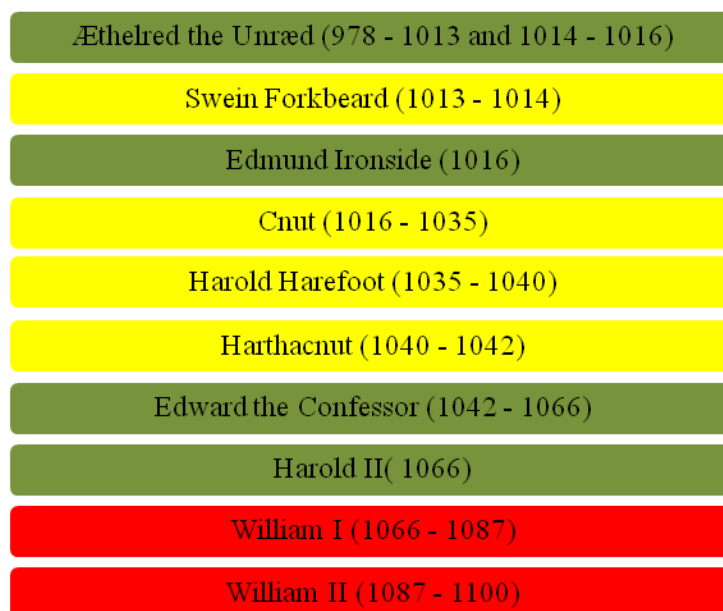 Æthelred the Unræd (978 - 1013 and 1014 - 1016)
Swein Forkbeard (1013 - 1014)
Edmund Ironside (1016)
Cnut (1016 - 1035)
Harold Harefoot (1035 - 1040)
Harthacnut (1040 - 1042)
Edward the Confessor (1042 - 1066)
Harold II( 1066)
William I (1066 - 1087)
William II (1087 - 1100)